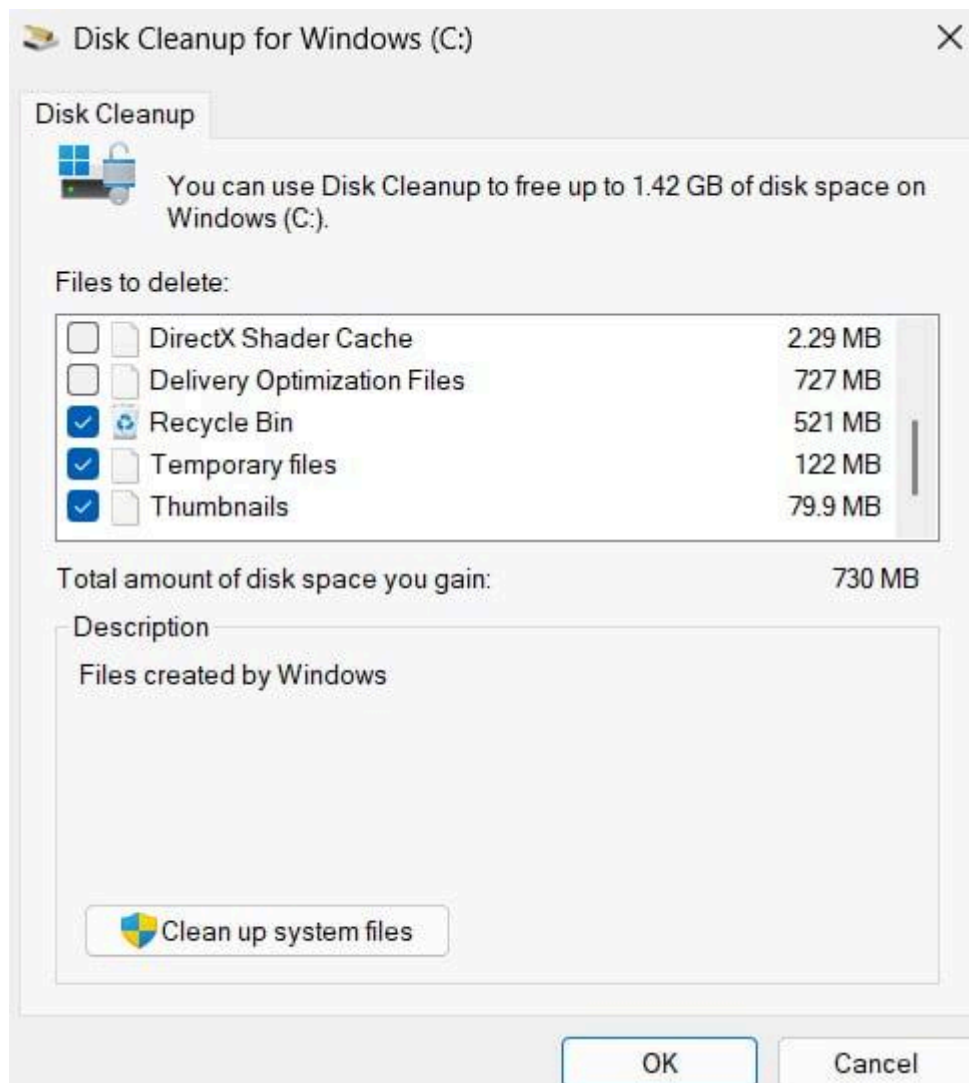 Disk Cleanup for Windows (C:)
Disk Cleanup
You can use Disk Cleanup to free up to 1.42 GB of disk space on
Windows (C:).
Files to delete:
DirectX Shader Cache 2.29 MB
Delivery Optimization Files 727 MB
Recycle Bin 521 MB
Temporary files 122 MB
Thumbnails 79.9 MB
Total amount of disk space you gain: 730 MB
Description
Files created by Windows
Clean up system files
OK Cancel